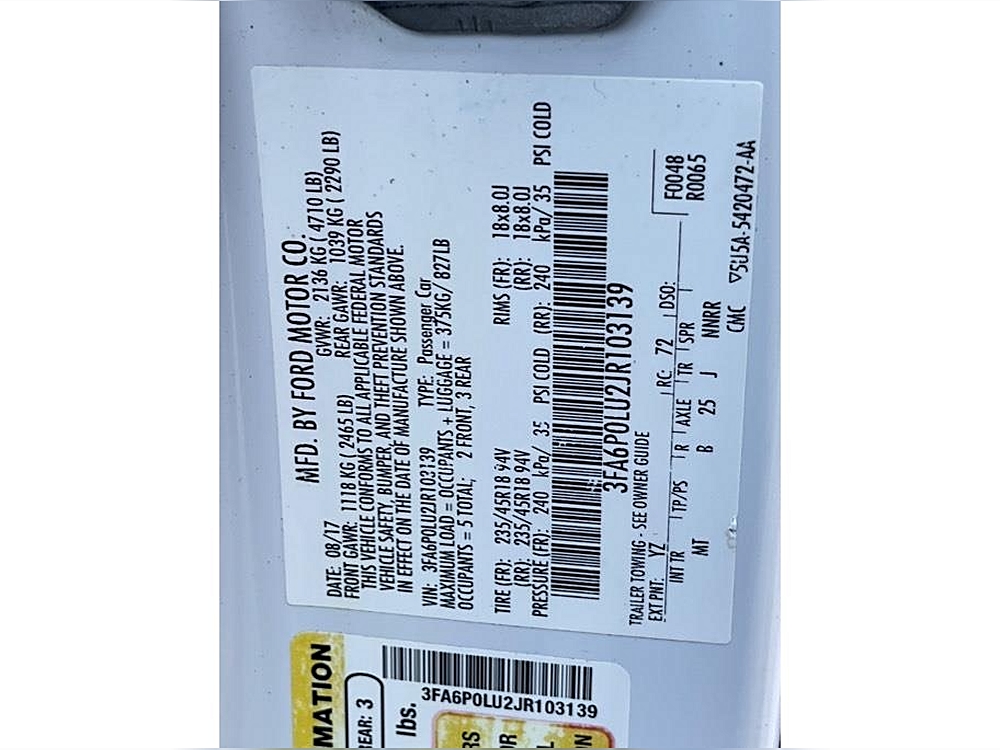 MFD. BY FORD MOTOR CO.
DATE: 08/17 GVWR: 2136 KG ( 4710 LB)
FRONT GAWR: 1118 KG ( 2465 LB) REAR GAWR: 1039 KG ( 2290 LB)
THIS VEHICLE CONFORMS TO ALL APPLICABLE FEDERAL MOTOR
VEHICLE SAFETY, BUMPER, AND THEFT PREVENTION STANDARDS
IN EFFECT ON THE DATE OF MANUFACTURE SHOWN ABOVE.
VIN: 3FA6P0LU2JR103139 TYPE: Passenger Car
MAXIMUM LOAD = OCCUPANTS + LUGGAGE = 375KG/ 827LB
OCCUPANTS = 5 TOTAL; 2 FRONT, 3 REAR
TIRE (FR): 235/45R18 94V RIMS (FR): 18x8.0J
(RR): 235/45R18 94V (RR): 18x8.0J
PRESSURE (FR): 240 kPa/ 35 PSI COLD (RR): 240 kPa/ 35 PSI COLD
3FA6P0LU2JR103139
TRAILER TOWING - SEE OWNER GUIDE
F0048
R0065
EXT PNT: YZ RC: 72 DSO:
INT TR TP/PS R AXLE TR SPR
MT B 25 J NNRR
CMC ▽5U5A-5420472-AA
MATION
EAR: 3
lbs.
3FA6P0LU2JR103139
RS
OR
L
ON